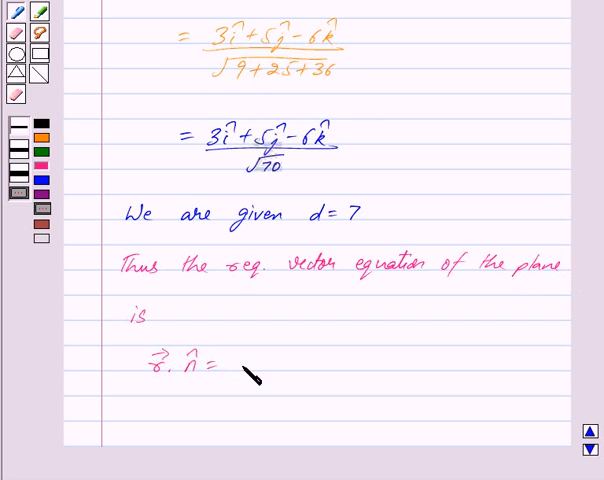 = 3î + 5ĵ - 6k̂ / √9+25+36
= 3î + 5ĵ - 6k̂ / √70
We are given d = 7
Thus the req. vector equation of the plane
is
r⃗. n̂ =